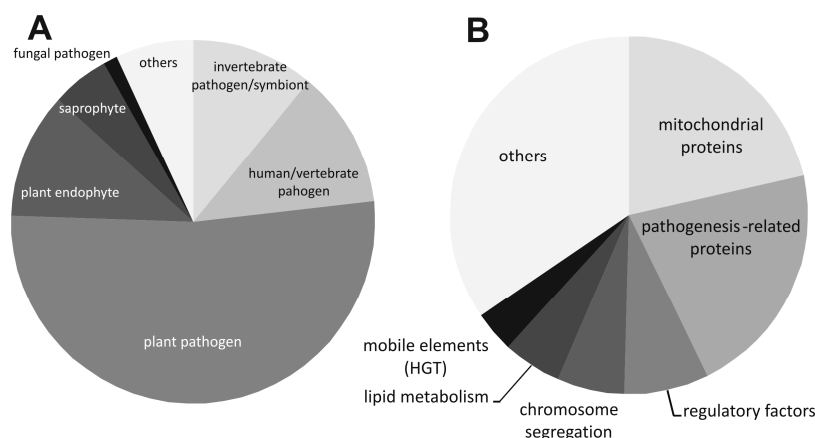 A
fungal pathogen
others
invertebrate
pathogen/symbiont
saprophyte
human/vertebrate
pahogen
plant endophyte
plant pathogen
B
others
mitochondrial
proteins
pathogenesis-related
proteins
mobile elements
(HGT)
lipid metabolism
chromosome
segregation
regulatory factors